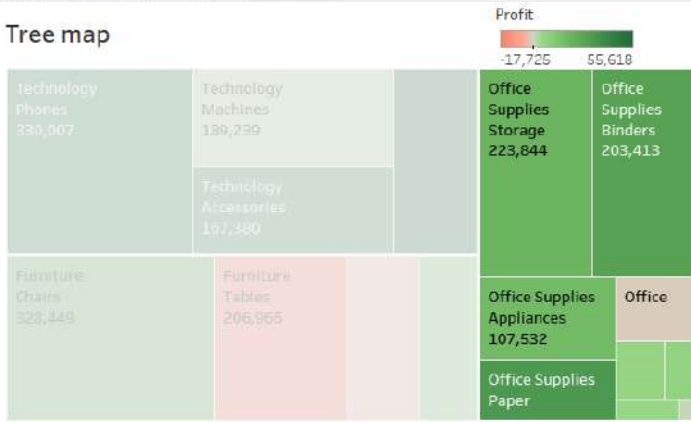 Profit
Tree map
-17,725 55,618
Technology
Phones
330,007
Technology
Machines
189,239
Technology
Accessories
167,380
Office
Supplies
Storage
223,844
Office
Supplies
Binders
203,413
Furniture
Chairs
328,449
Furniture
Tables
206,966
Office Supplies
Appliances
107,532
Office
Office Supplies
Paper